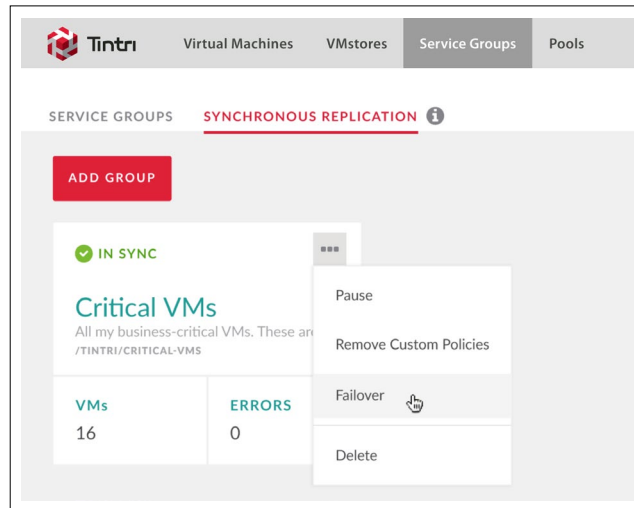 Tintri Virtual Machines VMstores Service Groups Pools
SERVICE GROUPS SYNCHRONOUS REPLICATION i
ADD GROUP
IN SYNC
Critical VMs
All my business-critical VMs. These are
/TINTRI/CRITICAL-VMS
VMs ERRORS
16 0
Pause
Remove Custom Policies
Failover
Delete